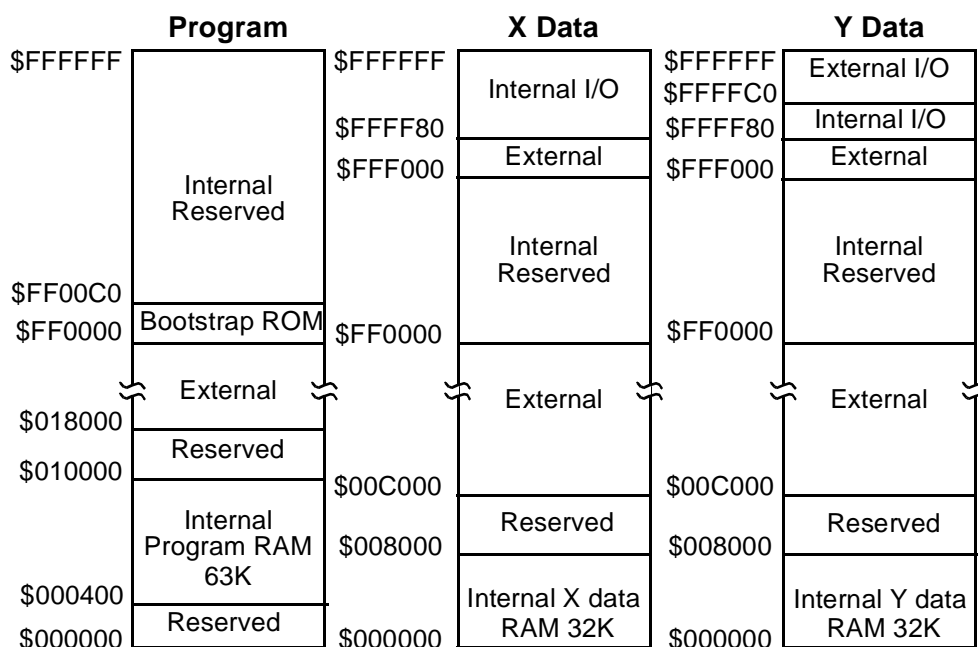 Program
$FFFFFF
Internal
Reserved
$FF00C0
Bootstrap ROM
$FF0000
External
$018000
Reserved
$010000
Internal
Program RAM
63K
$000400
Reserved
$000000
X Data
$FFFFFF
Internal I/O
$FFFF80
External
$FFF000
Internal
Reserved
$FF0000
External
$00C000
Reserved
$008000
Internal X data
RAM 32K
$000000
Y Data
$FFFFFF
External I/O
$FFFFC0
Internal I/O
$FFFF80
External
$FFF000
Internal
Reserved
$FF0000
External
$00C000
Reserved
$008000
Internal Y data
RAM 32K
$000000